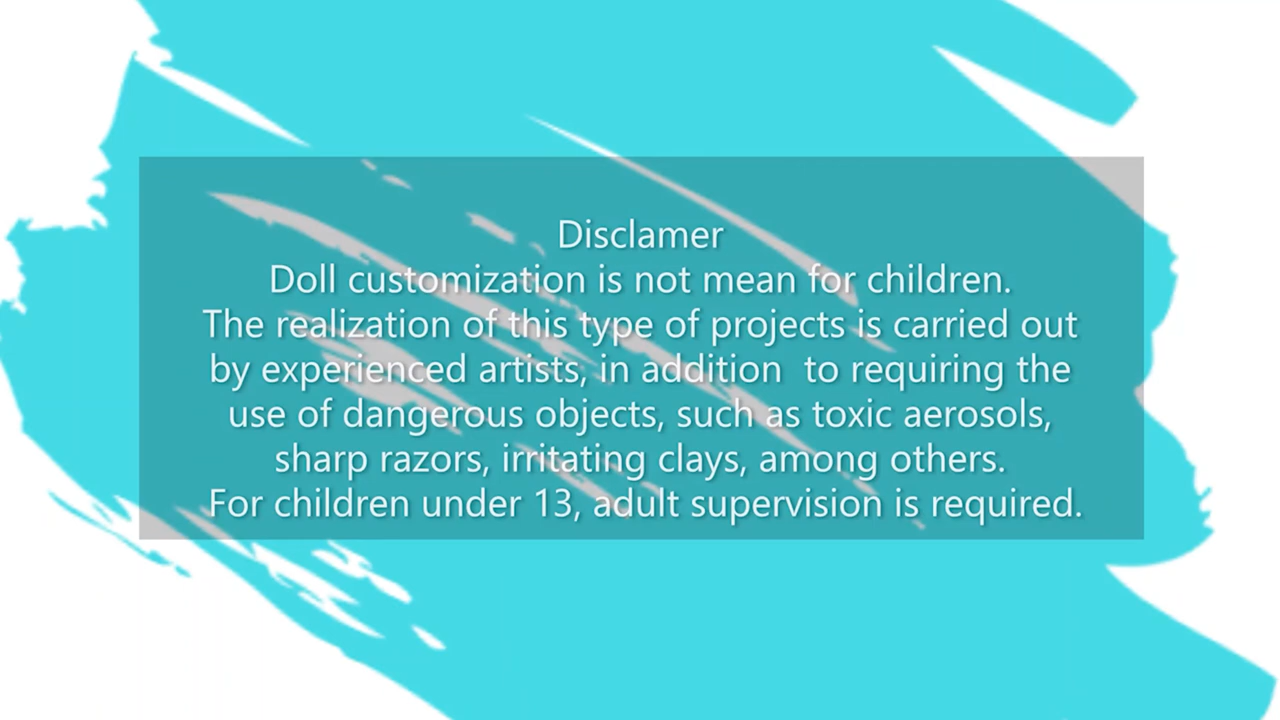 Disclamer
Doll customization is not mean for children.
The realization of this type of projects is carried out
by experienced artists, in addition  to requiring the
use of dangerous objects, such as toxic aerosols,
sharp razors, irritating clays, among others.
For children under 13, adult supervision is required.